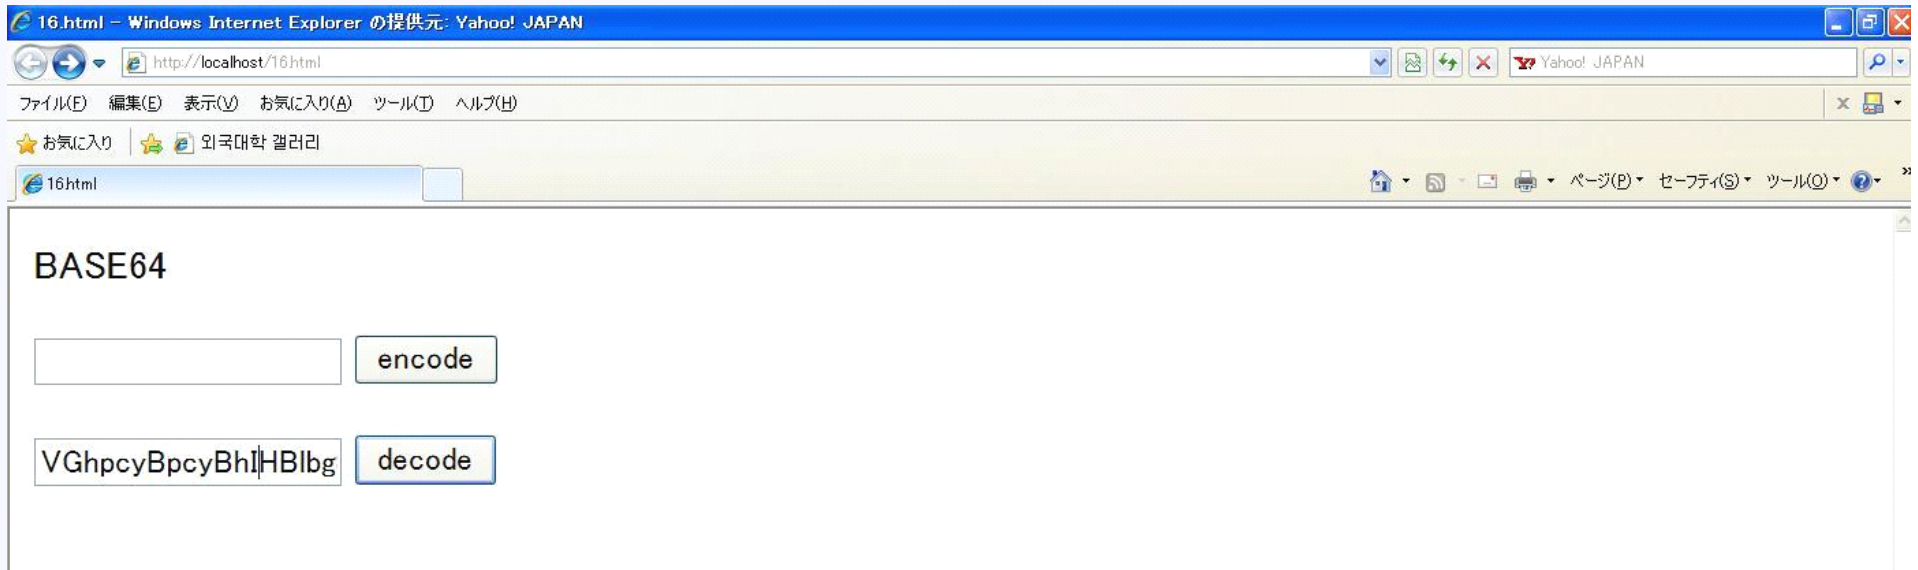 16.html - Windows Internet Explorer の提供元: Yahoo! JAPAN
http://localhost/16.html
Yahoo! JAPAN
ファイル(F) 編集(E) 表示(V) お気に入り(A) ツール(T) ヘルプ(H)
お気に入り 외국대학 갤러리
16.html ページ(P) セーフティ(S) ツール(O)
BASE64
encode
VGhpcyBpcyBhIHBlbg decode